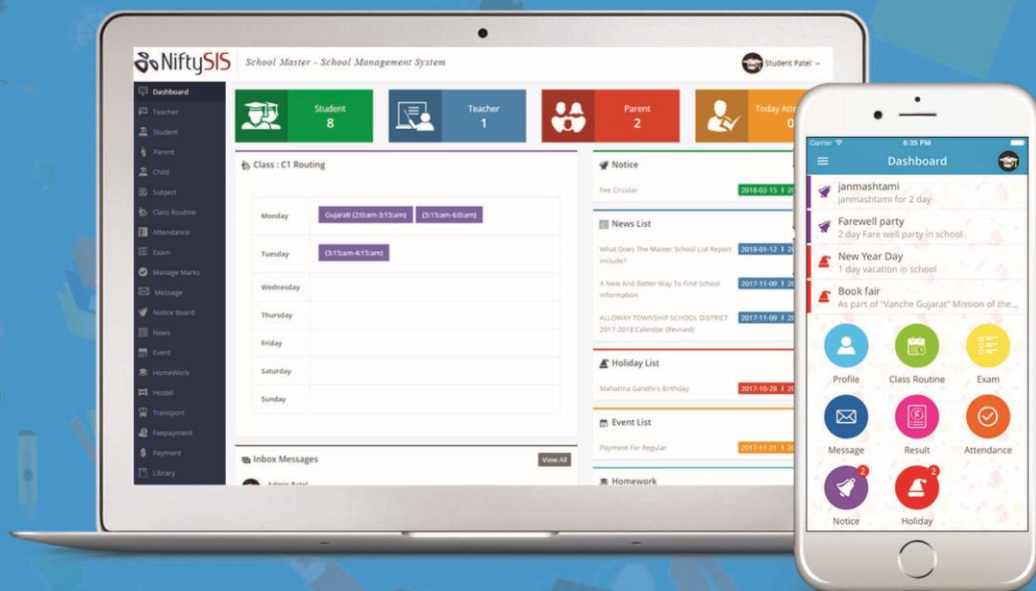 NiftySIS
School Master - School Management System
Student Patel
Dashboard
Teacher
Student
Parent
Child
Subject
Class Routine
Attendance
Exam
Manage Marks
Message
Notice Board
News
Event
HomeWork
Hostel
Transport
Feepayment
Payment
Library
Student
8
Teacher
1
Parent
2
Today Atte
0
Class : C1 Routing
Monday
Gujarati (2:0am-3:15am)
(5:15am-6:0am)
Tuesday
(3:15am-4:15am)
Wednesday
Thursday
Friday
Saturday
Sunday
Inbox Messages
View All
Admin Patel
Notice
Fee Circular
2018-02-15
News List
What Does The Master School List Report
Include?
2018-01-12
A New And Better Way To Find School
Information
2017-11-09
ALLOWAY TOWNSHIP SCHOOL DISTRICT
2017-2018 Calendar (Revised)
2017-11-09
Holiday List
Mahatma Gandhi's Birthday
2017-10-28
Event List
Payment For Regular
2017-11-21
Homework
Carrier
6:35 PM
Dashboard
janmashtami
janmashtami for 2 day
Farewell party
2 day Fare well party in school
New Year Day
1 day vacation in school
Book fair
As part of "Vanche Gujarat" Mission of the...
Profile
Class Routine
Exam
Message
Result
Attendance
2
Notice
2
Holiday